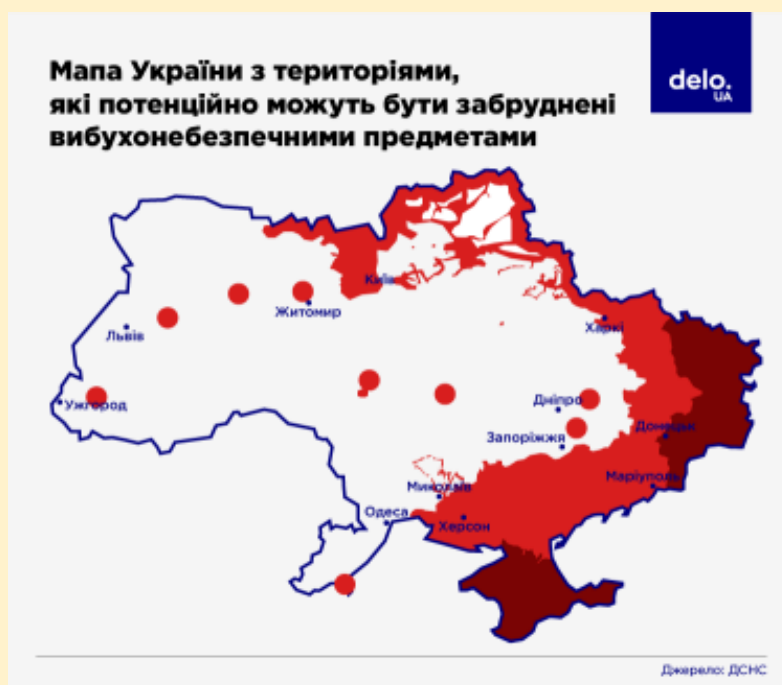 Мапа України з територіями,
які потенційно можуть бути забруднені
вибухонебезпечними предметами
delo.
UA
Київ
Житомир
Львів
Харкі
Ужгород
Дніпро
Донецьк
Запоріжжя
Маріуполь
Миколаїв
Одеса
Херсон
Джерело: ДСНС